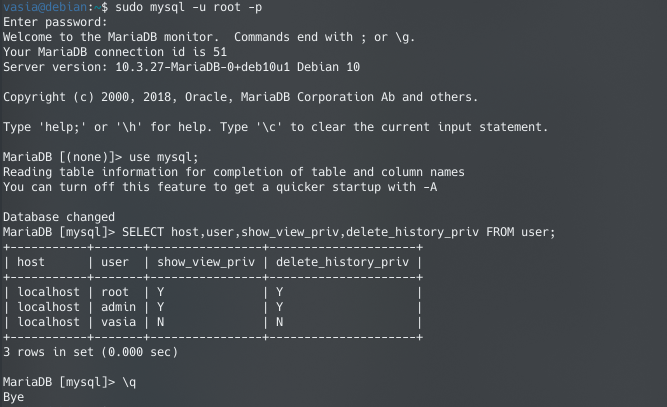 vasia@debian:~$ sudo mysql -u root -p
Enter password:
Welcome to the MariaDB monitor.  Commands end with ; or \g.
Your MariaDB connection id is 51
Server version: 10.3.27-MariaDB-0+deb10u1 Debian 10

Copyright (c) 2000, 2018, Oracle, MariaDB Corporation Ab and others.

Type 'help;' or '\h' for help. Type '\c' to clear the current input statement.

MariaDB [(none)]> use mysql;
Reading table information for completion of table and column names
You can turn off this feature to get a quicker startup with -A

Database changed
MariaDB [mysql]> SELECT host,user,show_view_priv,delete_history_priv FROM user;
+-----------+-------+----------------+---------------------+
| host      | user  | show_view_priv | delete_history_priv |
+-----------+-------+----------------+---------------------+
| localhost | root  | Y              | Y                   |
| localhost | admin | Y              | Y                   |
| localhost | vasia | N              | N                   |
+-----------+-------+----------------+---------------------+
3 rows in set (0.000 sec)

MariaDB [mysql]> \q
Bye